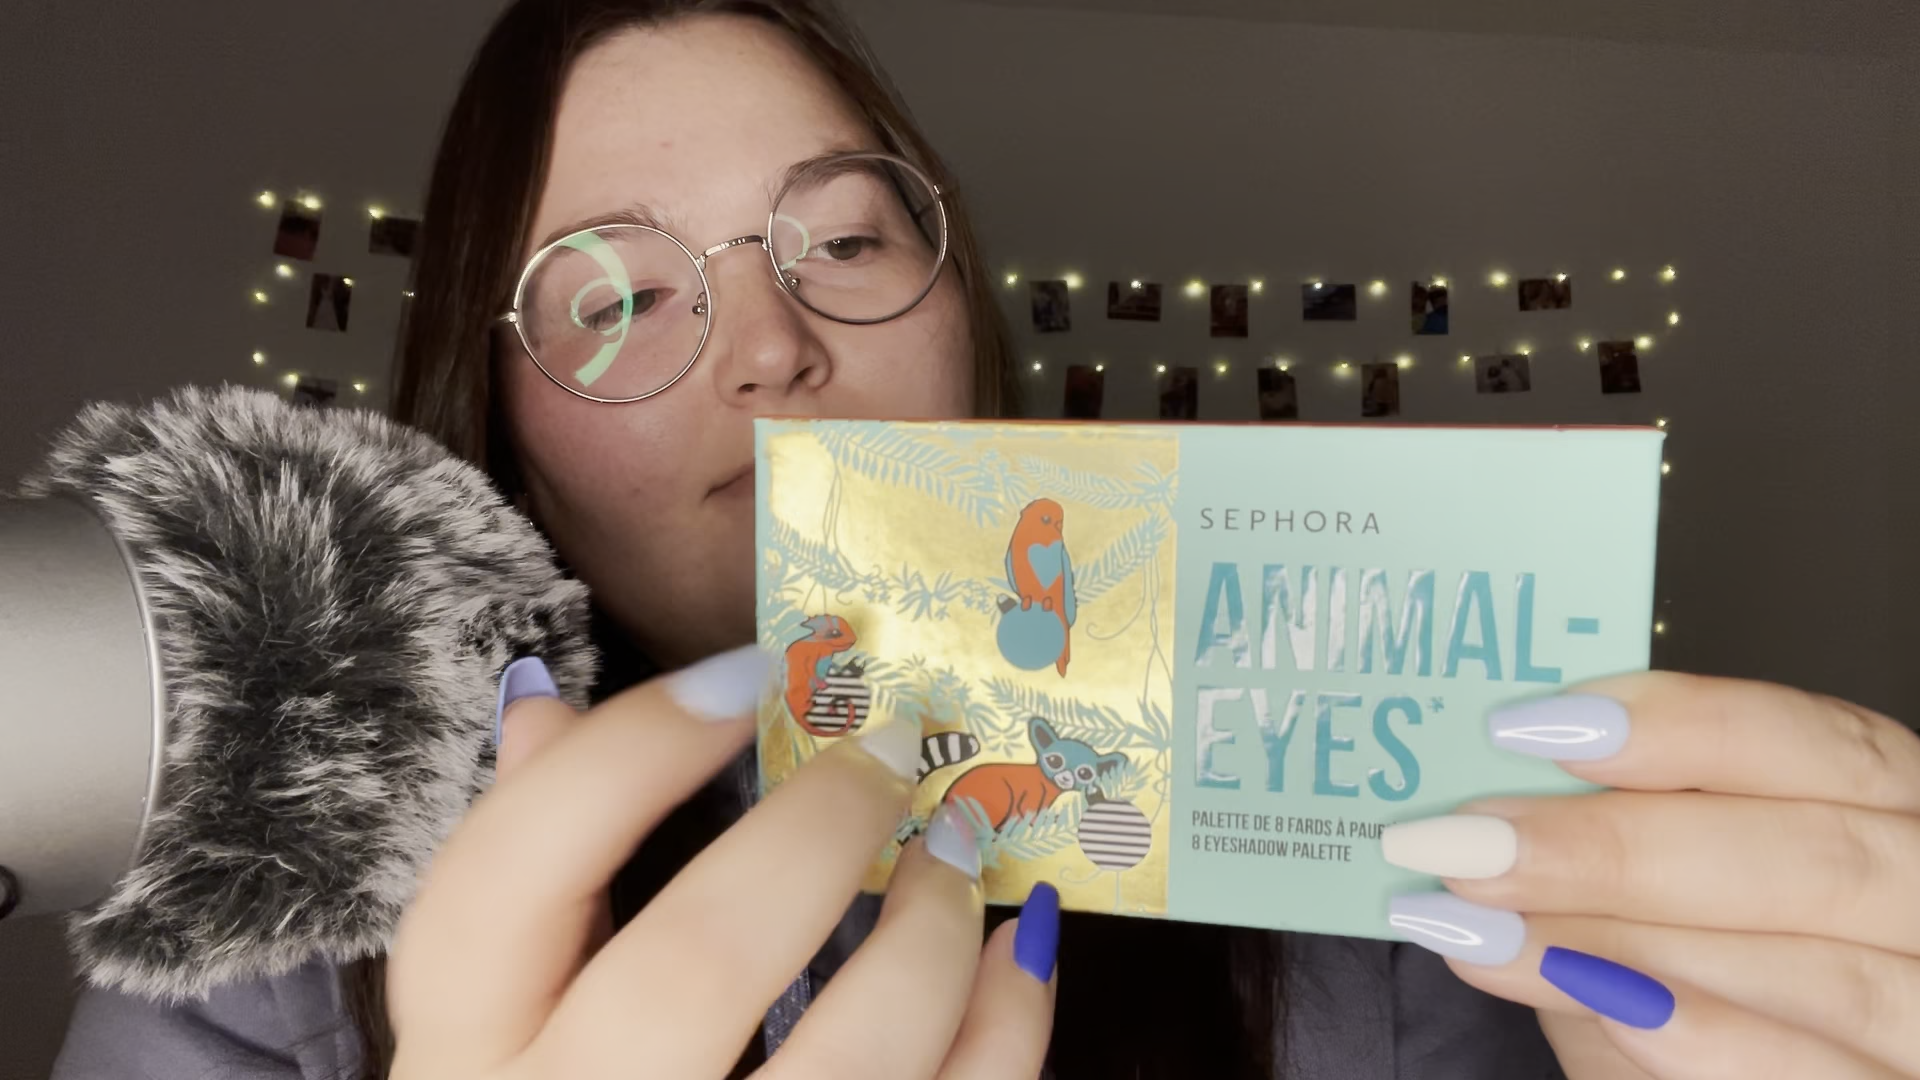 SEPHORA
ANIMAL-
EYES*
PALETTE DE 8 FARDS À
8 EYESHADOW PALETTE